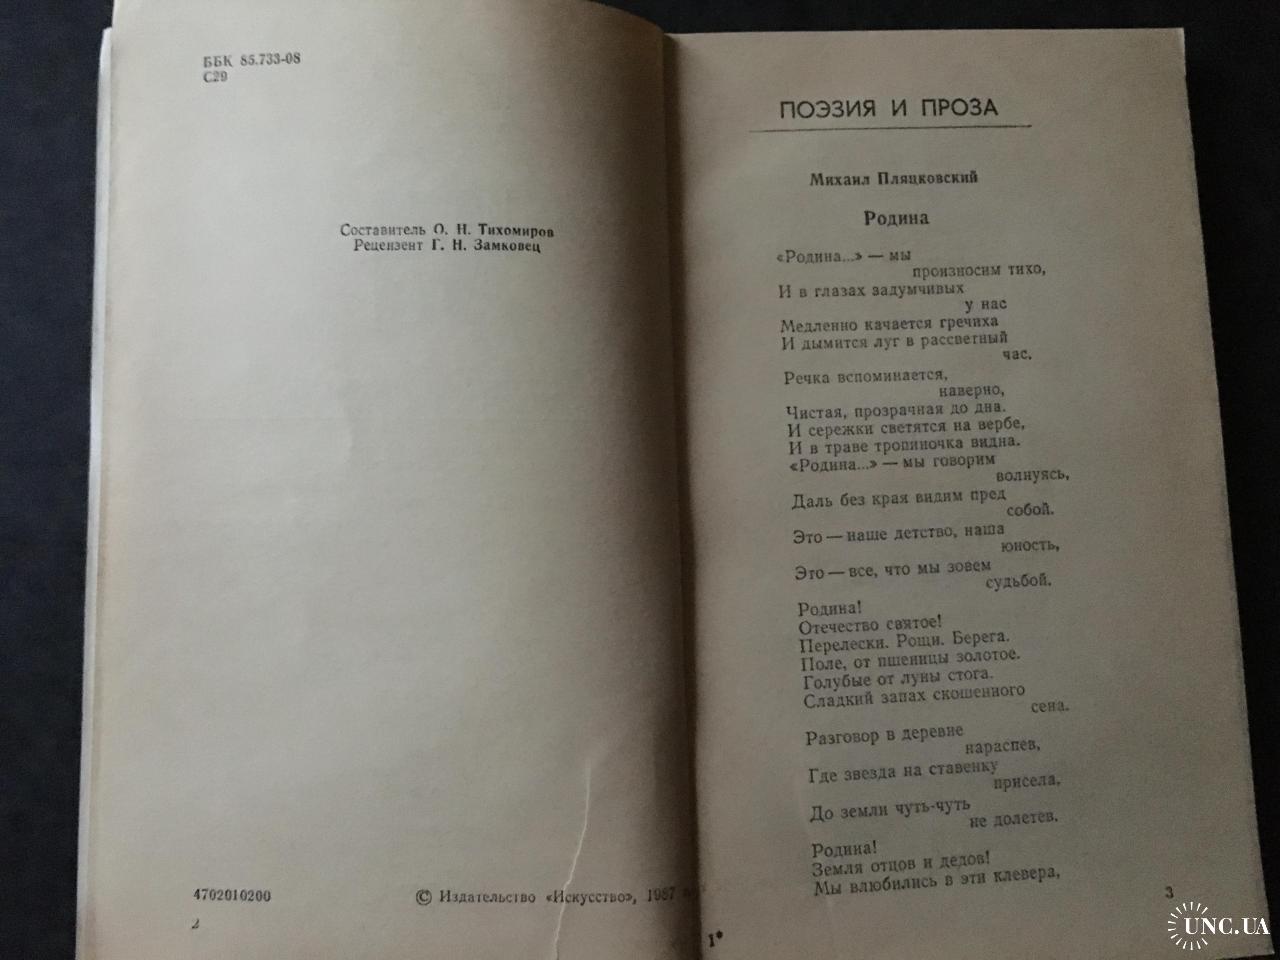 ББК 85.733-08
С29
Составитель О. Н. Тихомиров
Рецензент Г. Н. Замковец
4702010200
© Издательство «Искусство», 1987
2
ПОЭЗИЯ И ПРОЗА
Михаил Пляцковский
Родина
«Родина...» — мы
произносим тихо,
И в глазах задумчивых
у нас
Медленно качается гречиха
И дымится луг в рассветный
час.
Речка вспоминается,
наверно,
Чистая, прозрачная до дна.
И сережки светятся на вербе,
И в траве тропиночка видна.
«Родина...» — мы говорим
волнуясь,
Даль без края видим пред
собой.
Это — наше детство, наша
юность,
Это — все, что мы зовем
судьбой.
Родина!
Отечество святое!
Перелески. Рощи. Берега.
Поле, от пшеницы золотое.
Голубые от луны стога.
Сладкий запах скошенного
сена.
Разговор в деревне
нараспев,
Где звезда на ставенку
присела,
До земли чуть-чуть
не долетев.
Родина!
Земля отцов и дедов!
Мы влюбились в эти клевера,
1*
3
UNC.UA